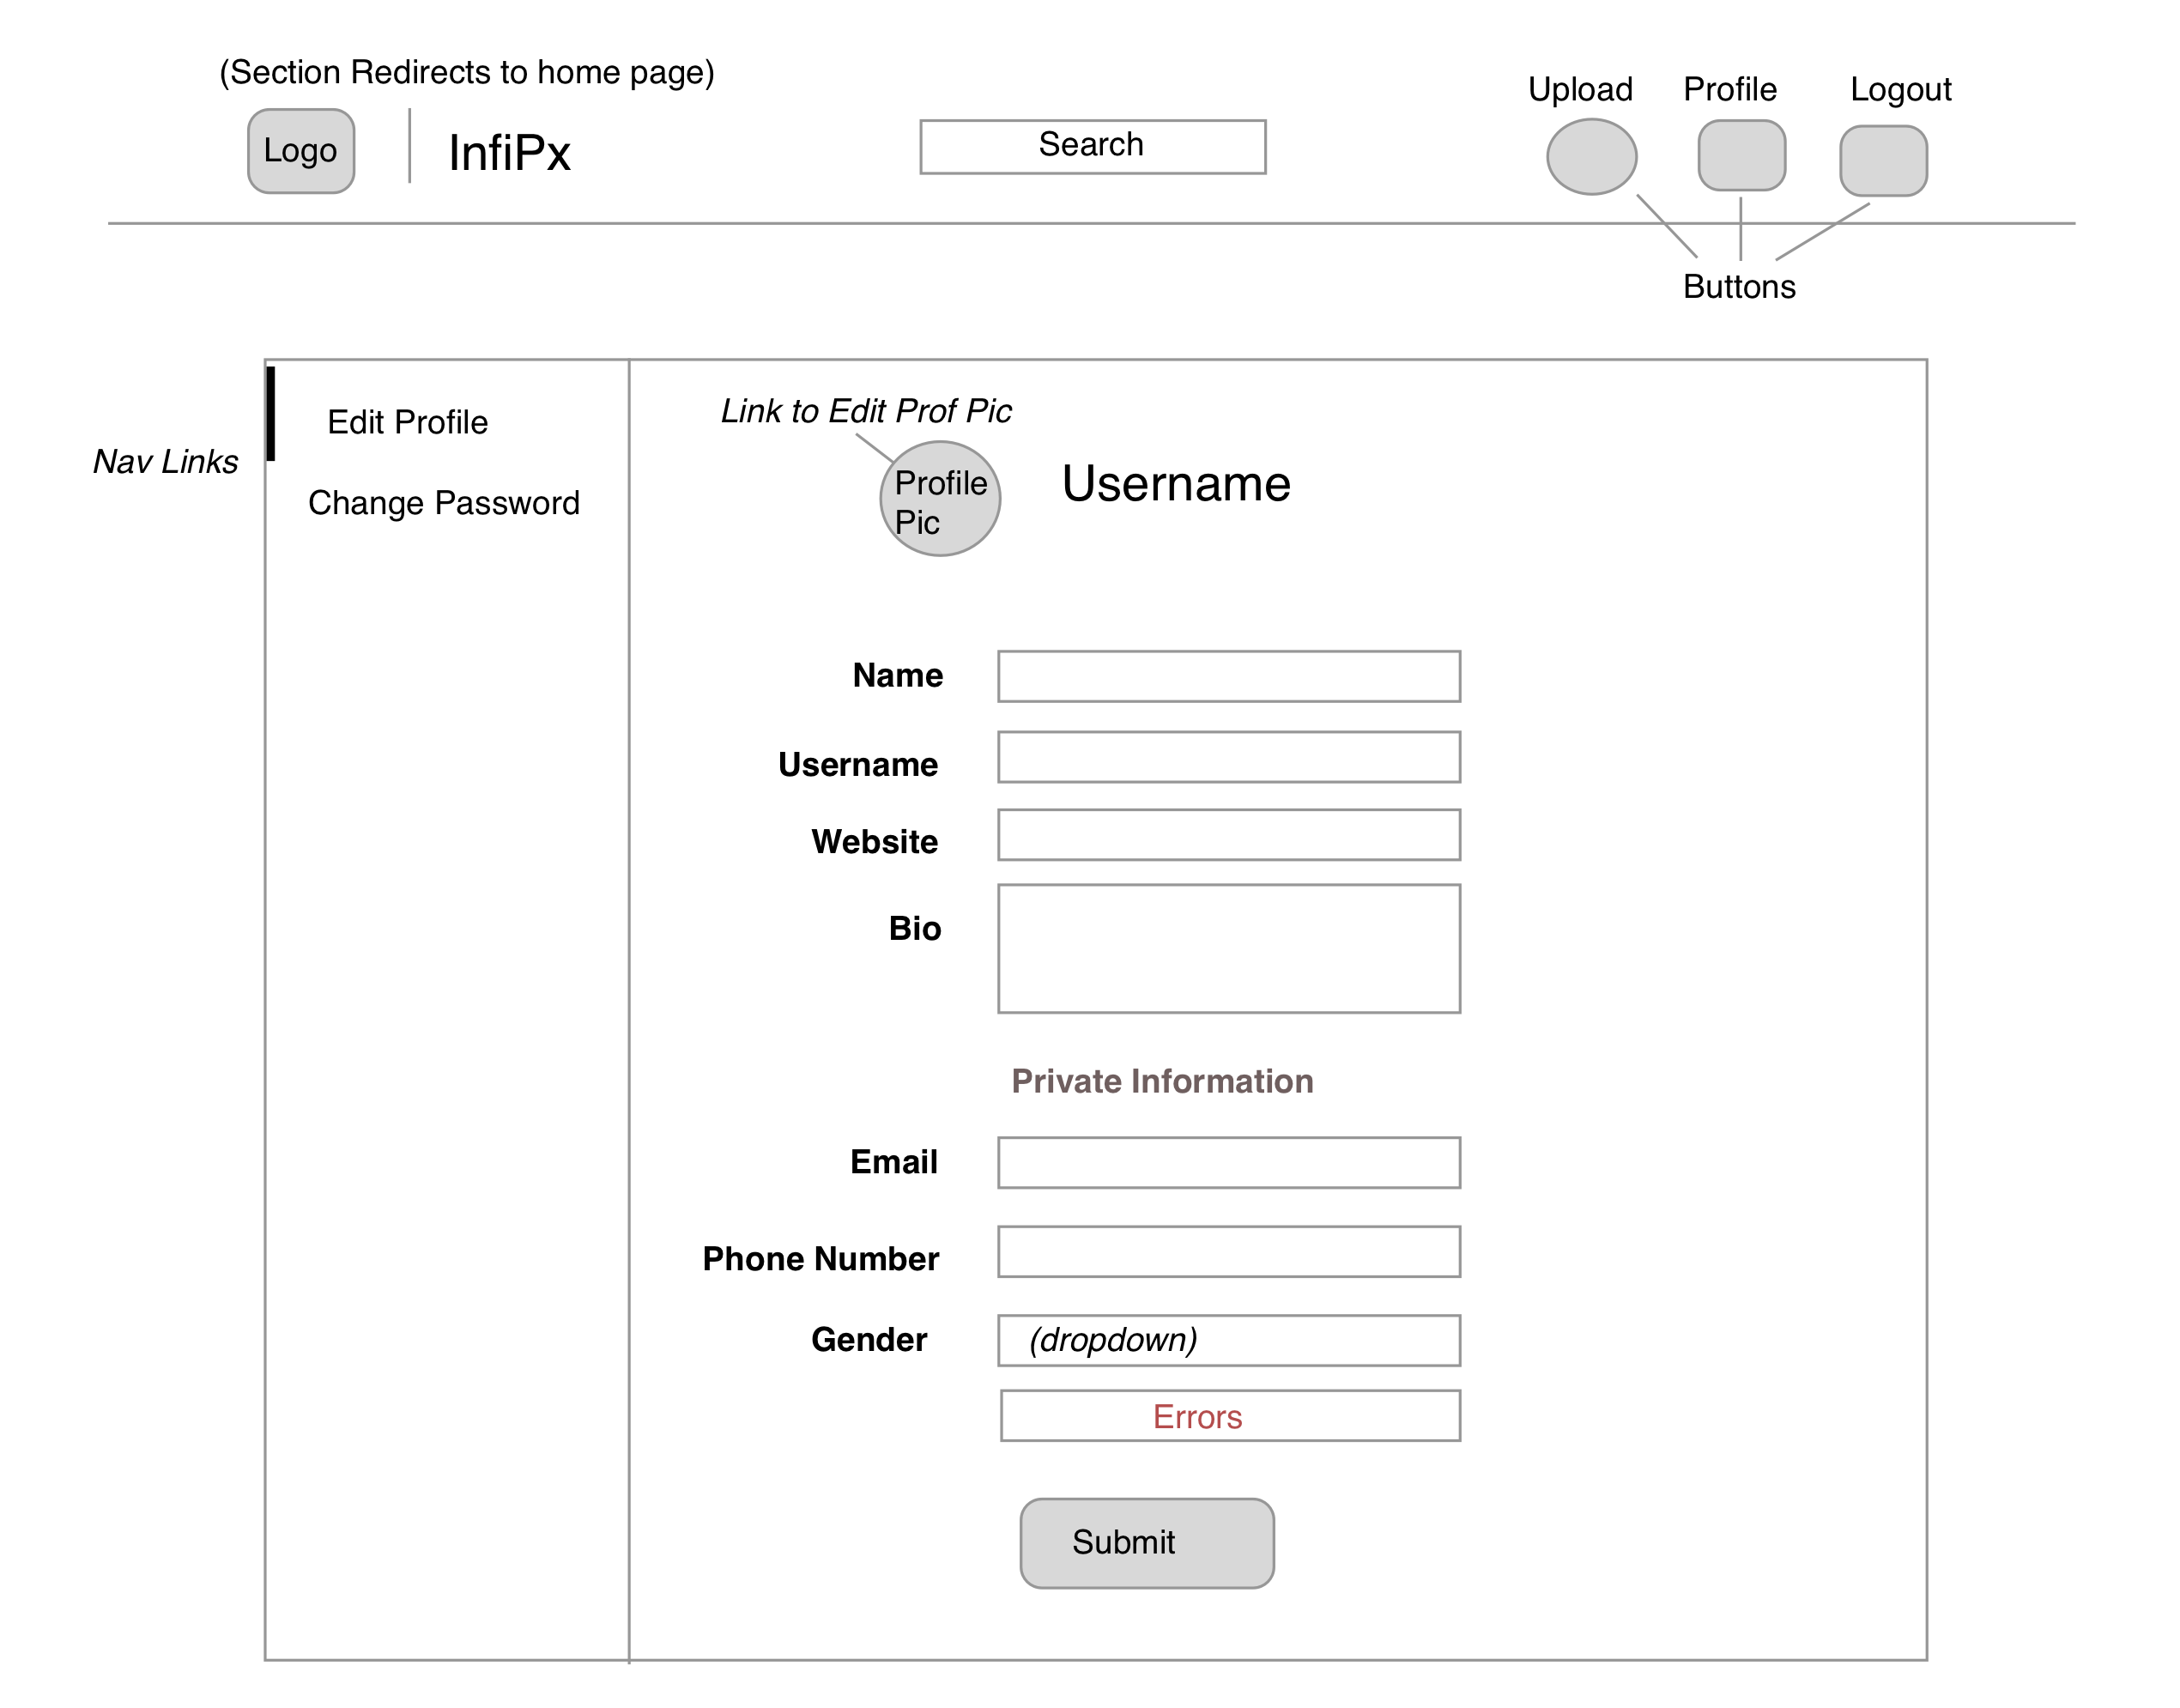 (Section Redirects to home page)
Upload
Profile
Logout
Logo
InfiPx
Search
Buttons
Nav Links
Edit Profile
Change Password
Link to Edit Prof Pic
Profile
Pic
Username
Name
Username
Website
Bio
Private Information
Email
Phone Number
Gender
(dropdown)
Errors
Submit